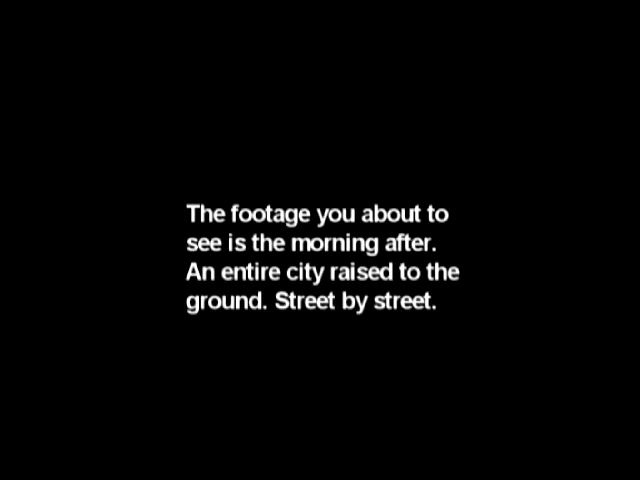 The footage you about to
see is the morning after.
An entire city raised to the
ground. Street by street.